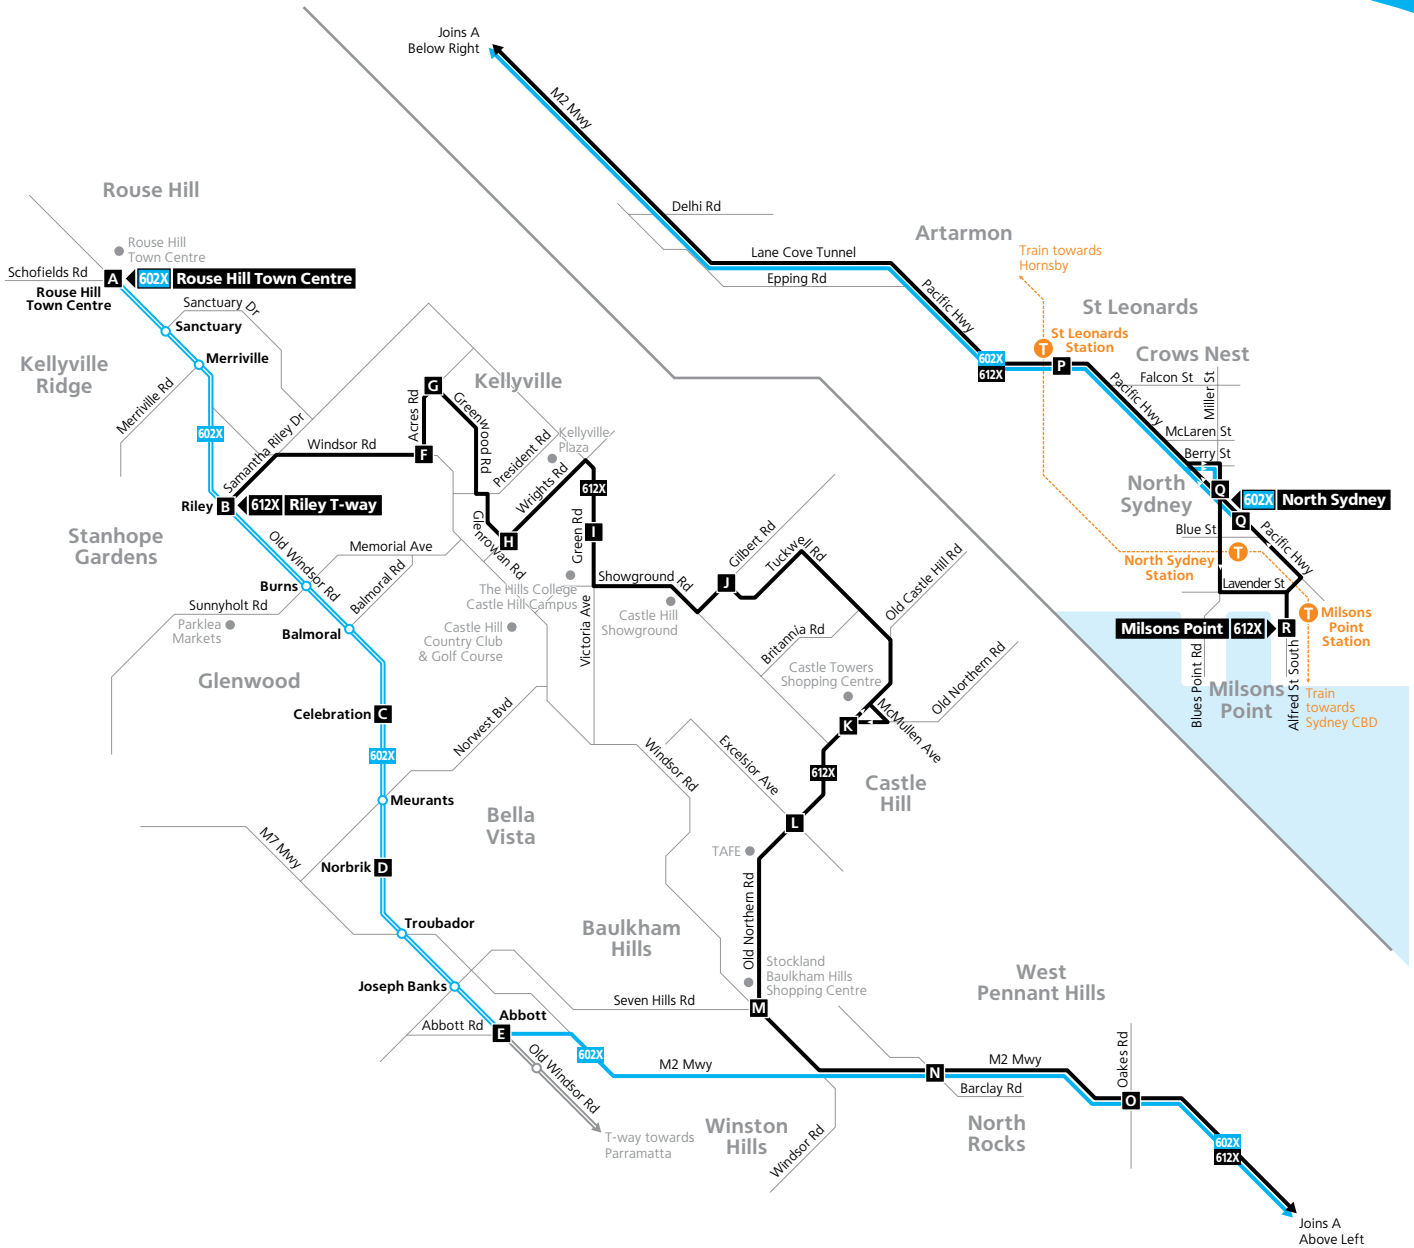 Joins A
Below Right
M2 Mwy
Delhi Rd
Lane Cove Tunnel
Epping Rd
Artarmon
Train towards
Hornsby
Pacific Hwy
St Leonards
St Leonards
Station
T
602X
612X
P
Crows Nest
Falcon St
Miller St
Pacific Hwy
McLaren St
Berry St
North
Sydney
Q
602X North Sydney
Q
Blue St
Pacific Hwy
T
North Sydney
Station
Lavender St
T
Milsons
Point
Station
Milsons Point 612X
R
Blues Point Rd
Milsons
Point
Alfred St South
Train
towards
Sydney CBD
Rouse Hill
Rouse Hill
Town Centre
Schofields Rd
A
602X Rouse Hill Town Centre
Rouse Hill
Town Centre
Sanctuary Dr
Sanctuary
Kellyville
Ridge
Merriville
Merriville Rd
602X
Samantha Riley Dr
Windsor Rd
Acres Rd
G
F
Kellyville
Greenwood Rd
President Rd
Kellyville
Plaza
Wrights Rd
612X
Riley
B
612X Riley T-way
Glenrowan Rd
H
Green Rd
I
Stanhope
Gardens
Old Windsor Rd
Memorial Ave
Balmoral Rd
Burns
Sunnyholt Rd
Parklea
Markets
Balmoral
The Hills College
Castle Hill Campus
Castle Hill
Country Club
& Golf Course
Victoria Ave
Showground Rd
Castle Hill
Showground
J
Gilbert Rd
Tuckwell Rd
Old Castle Hill Rd
Britannia Rd
Castle Towers
Shopping Centre
Old Northern Rd
Glenwood
Celebration
C
Norwest Bvd
602X
K
McMullen Ave
Windsor Rd
Excelsior Ave
612X
Castle
Hill
Meurants
Bella
Vista
L
M7 Mwy
TAFE
Norbrik
D
Old Northern Rd
Troubador
Baulkham
Hills
Stockland
Baulkham Hills
Shopping Centre
West
Pennant Hills
Joseph Banks
Seven Hills Rd
M
Abbott
Abbott Rd
E
Old Windsor Rd
602X
M2 Mwy
N
M2 Mwy
Barclay Rd
Oakes Rd
O
Winston
Hills
North
Rocks
T-way towards
Parramatta
Windsor Rd
602X
612X
Joins A
Above Left